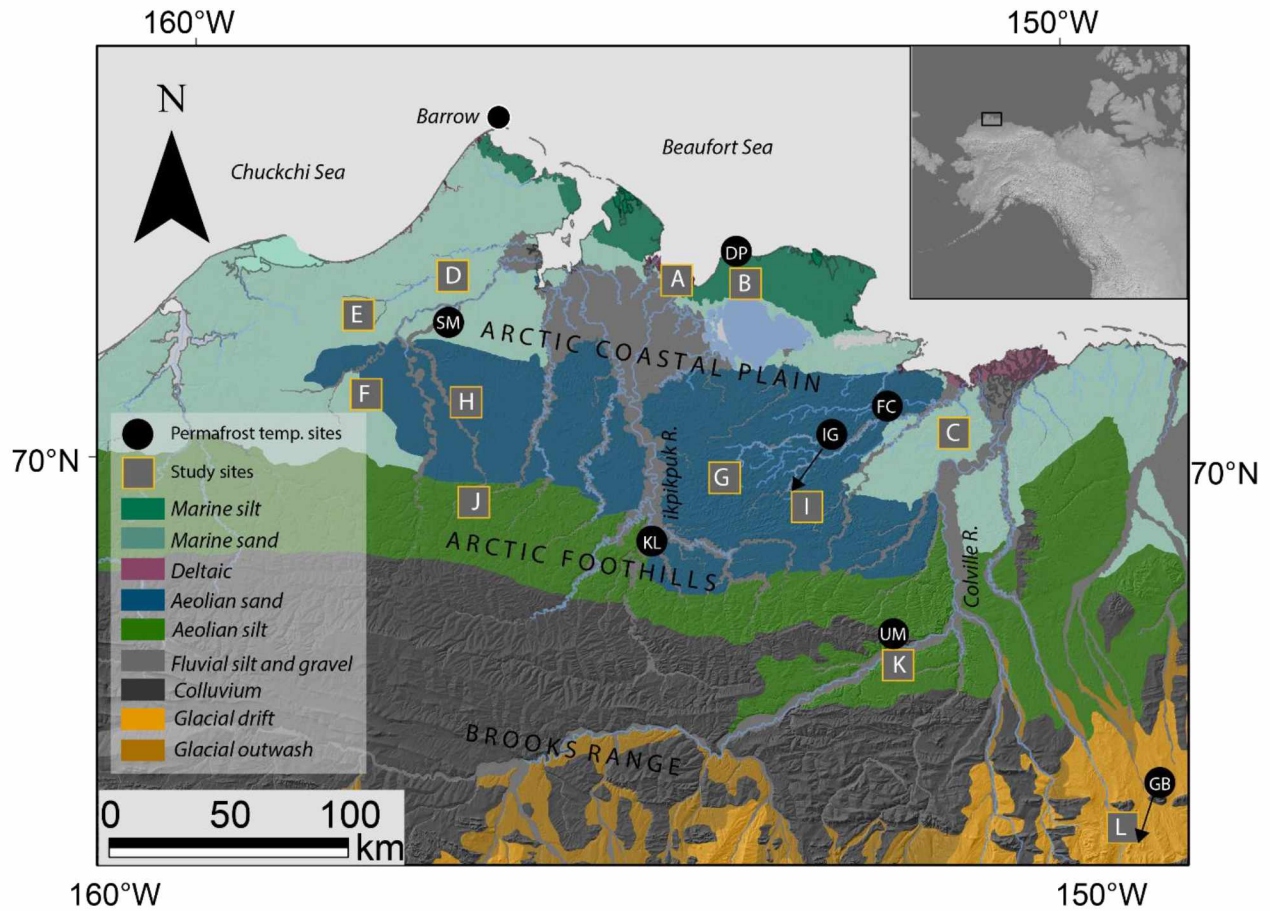 160°W 150°W
N
Barrow
Beaufort Sea
Chuckchi Sea
DP
D A B
E
SM
ARCTIC COASTAL PLAIN
F H FC
IG C
Permafrost temp. sites
70°N 70°N
Study sites
G
ikpikpuk R.
J I
Marine silt
Marine sand
KL
ARCTIC FOOTHILLS
Deltaic
Colville R.
Aeolian sand
Aeolian silt
UM
Fluvial silt and gravel
K
Colluvium
Glacial drift
Glacial outwash
BROOKS RANGE
GB
L
0 50 100
km
160°W 150°W